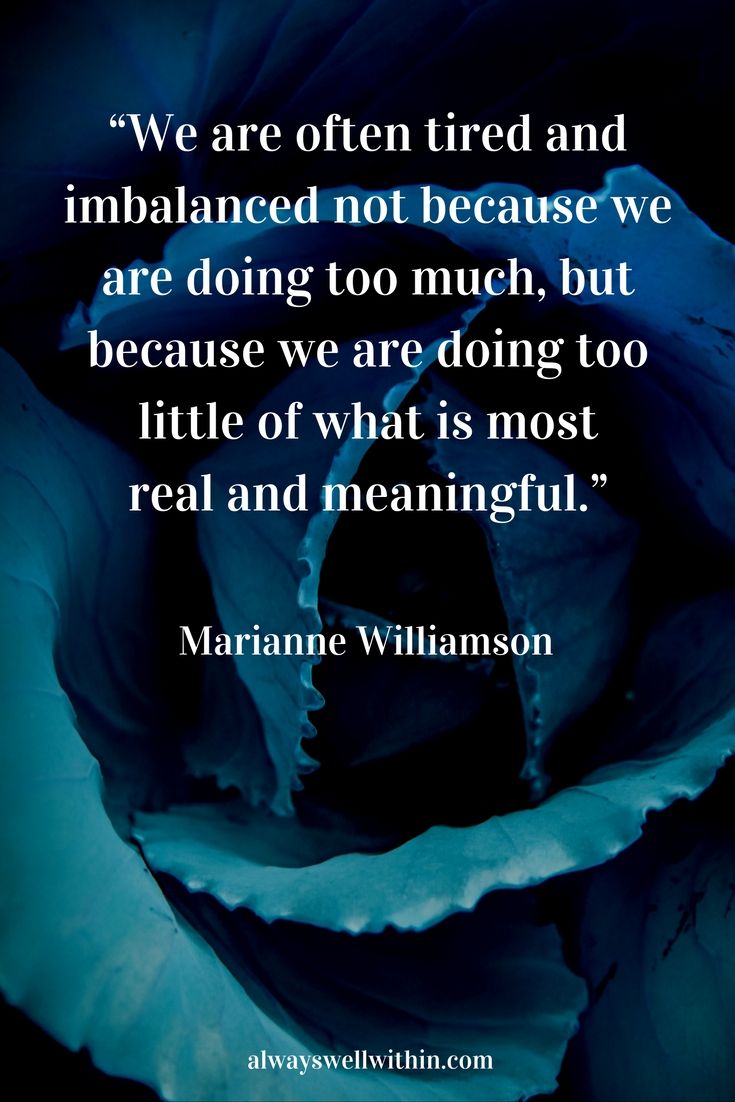 “We are often tired and
imbalanced not because we
are doing too much, but
because we are doing too
little of what is most
real and meaningful.”
Marianne Williamson
alwayswellwithin.com